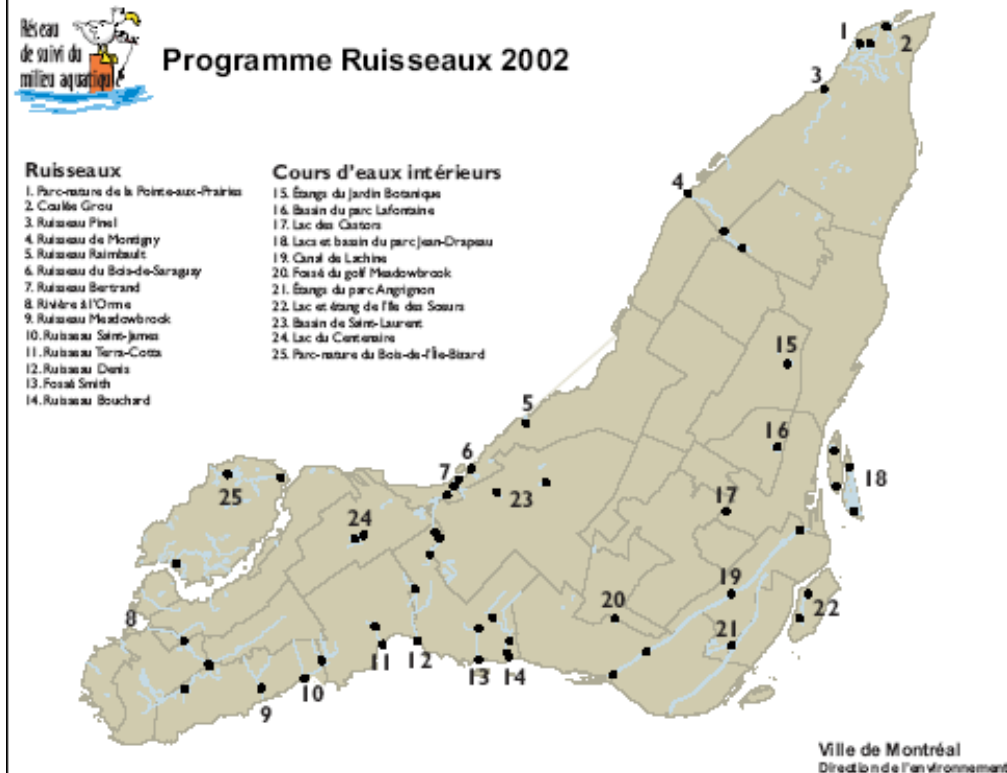 Réseau
de suivi du
milieu aquatique
Programme Ruisseaux 2002
Ruisseaux
1. Parc-nature de la Pointe-aux-Prairies
2. Coulée Grou
3. Ruisseau Pinel
4. Ruisseau de Montigny
5. Ruisseau Raimbault
6. Ruisseau du Bois-de-Saraguay
7. Ruisseau Bertrand
8. Rivière à l'Orme
9. Ruisseau Meadowbrook
10. Ruisseau Saint-James
11. Ruisseau Terra-Cotta
12. Ruisseau Denis
13. Fossé Smith
14. Ruisseau Bouchard
Cours d'eaux intérieurs
15. Étangs du Jardin Botanique
16. Bassin du parc Lafontaine
17. Lac des Castors
18. Lacs et bassin du parc Jean-Drapeau
19. Canal de Lachine
20. Fossé du golf Meadowbrook
21. Étangs du parc Angrignon
22. Lac et étang de l'Île des Soeurs
23. Bassin de Saint-Laurent
24. Lac du Centenaire
25. Parc-nature du Bois-de-l'Île-Bizard
1
2
3
4
15
5
16
6
7
18
25
23
17
24
19
20
22
8
21
11
12
13
14
10
9
Ville de Montréal
Direction de l'environnement